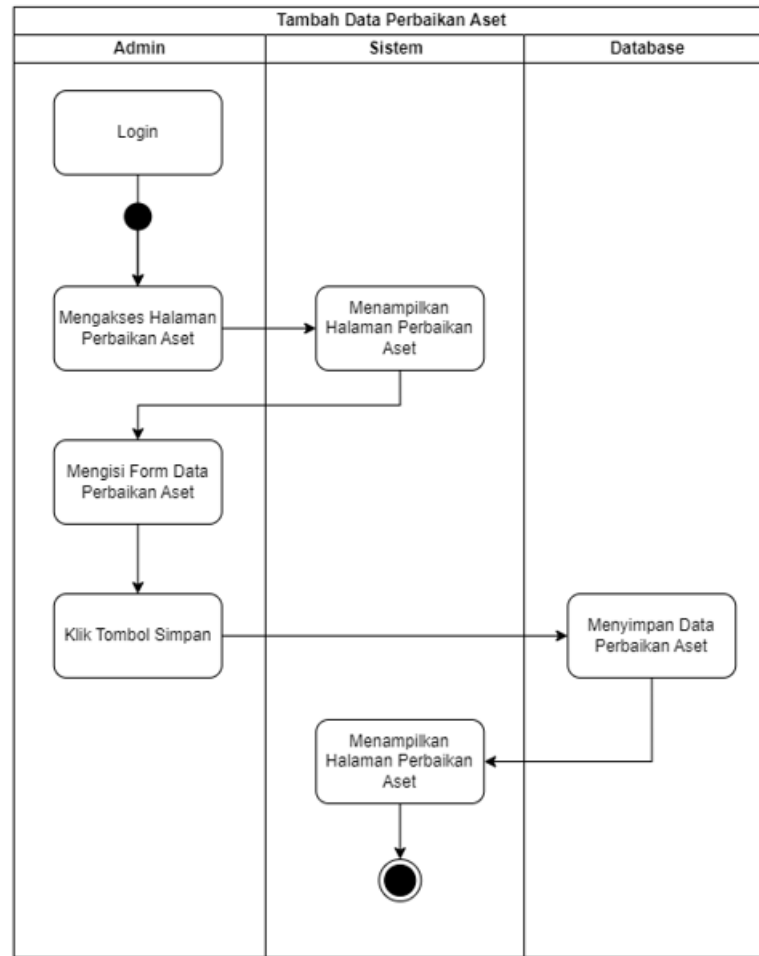 Tambah Data Perbaikan Aset
Admin
Sistem
Database
Login
Mengakses Halaman
Perbaikan Aset
Menampilkan
Halaman Perbaikan
Aset
Mengisi Form Data
Perbaikan Aset
Klik Tombol Simpan
Menyimpan Data
Perbaikan Aset
Menampilkan
Halaman Perbaikan
Aset